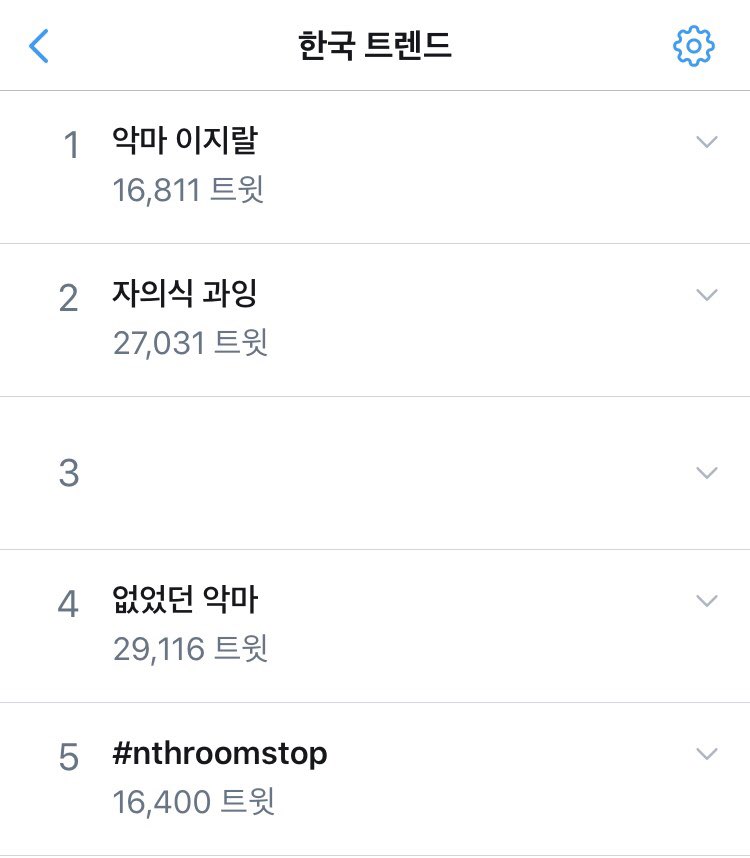 한국 트렌드
1 악마 이지랄
16,811 트윗
2 자의식 과잉
27,031 트윗
3
4 없었던 악마
29,116 트윗
5 #nthroomstop
16,400 트윗